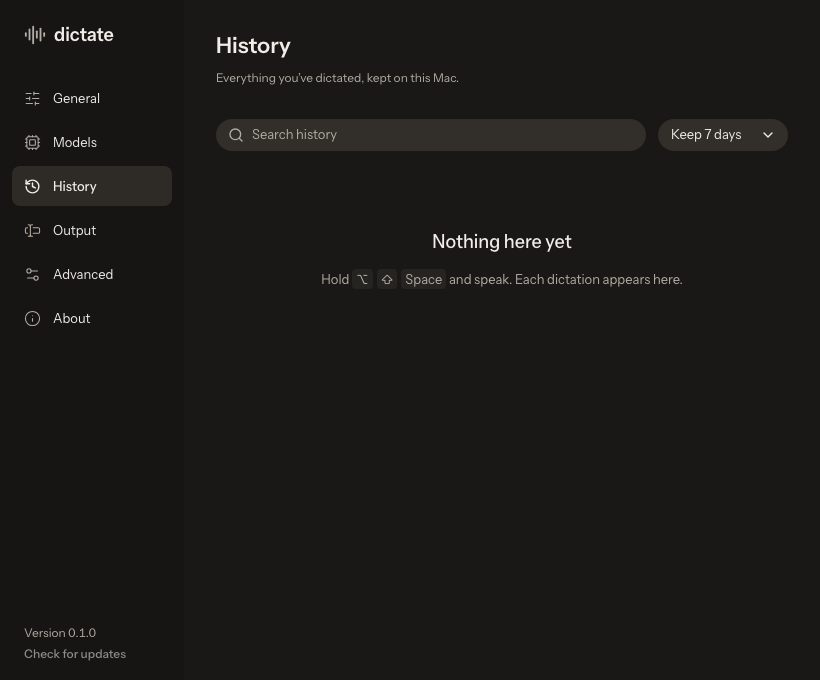 dictate
General
Models
History
Output
Advanced
About
Version 0.1.0
Check for updates
History
Everything you've dictated, kept on this Mac.
Search history
Keep 7 days
Nothing here yet
Hold ⌥ ⇧ Space and speak. Each dictation appears here.